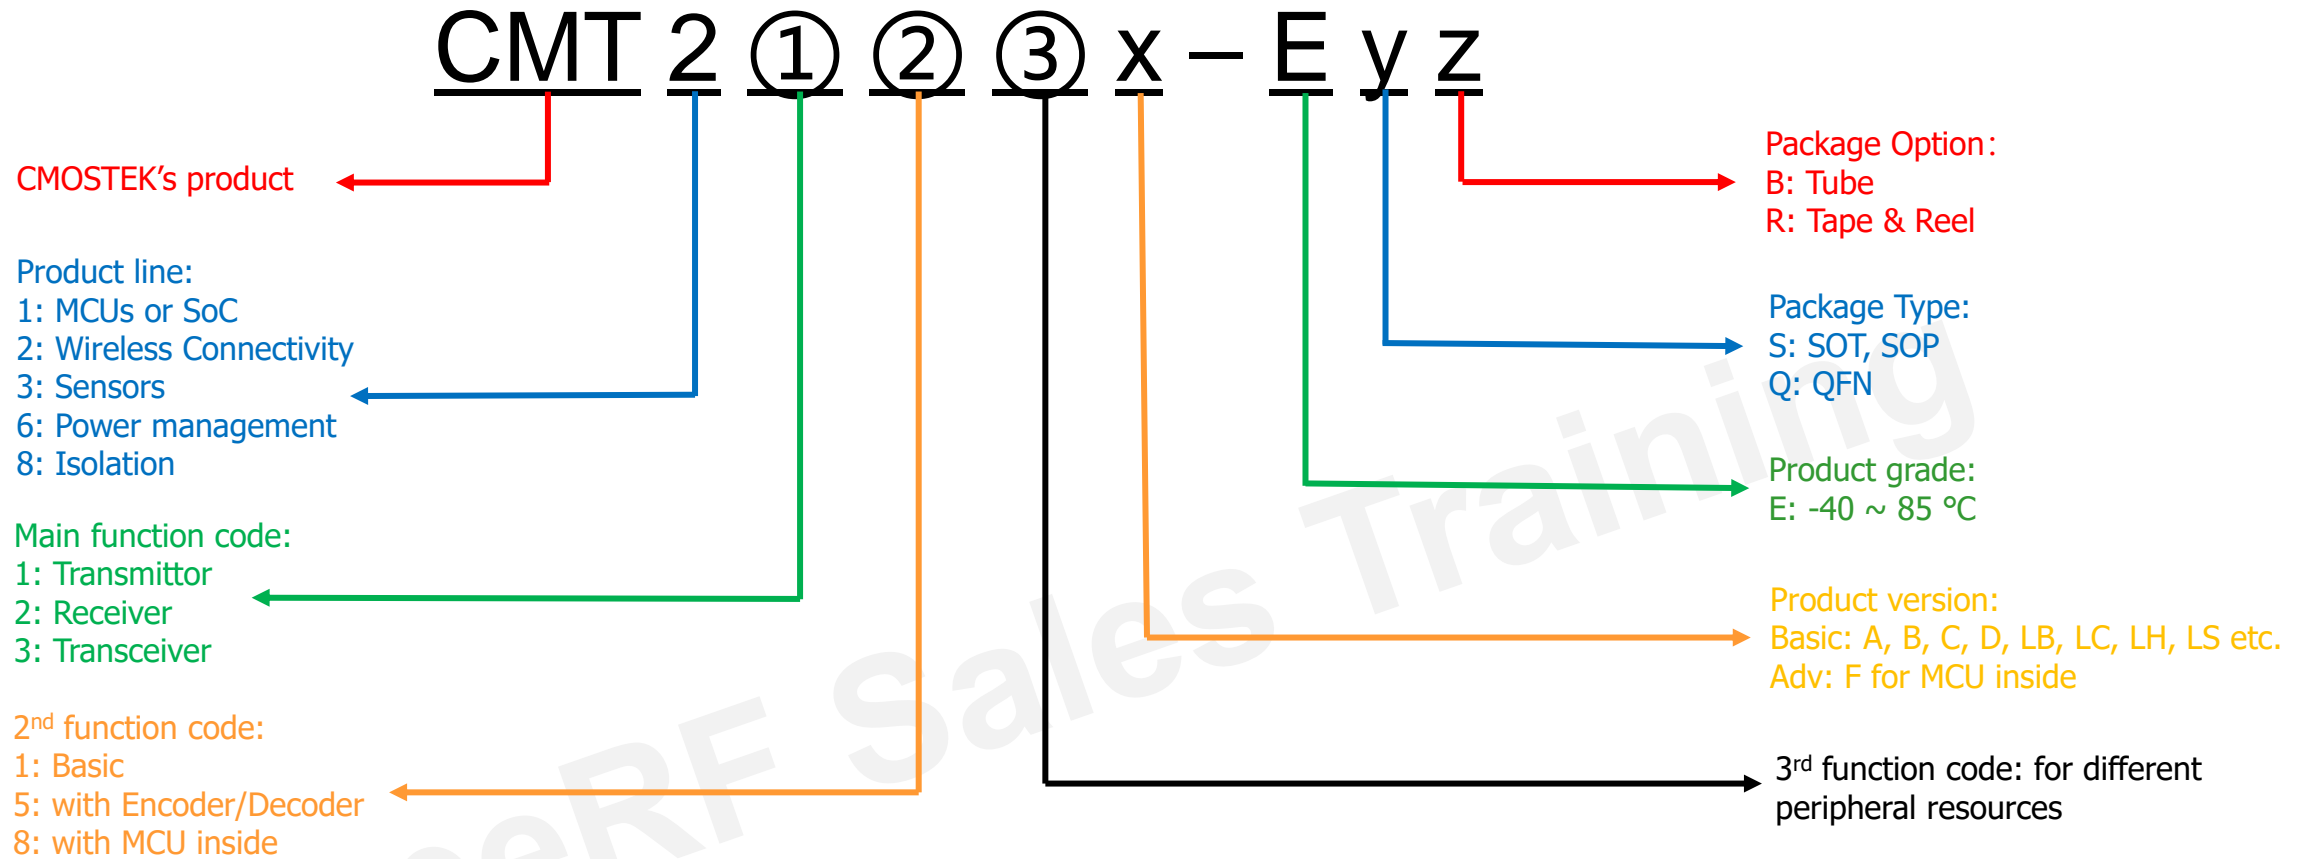 CMT 2 ① ② ③ x – E y z
CMOSTEK’s product
Product line:
1: MCUs or SoC
2: Wireless Connectivity
3: Sensors
6: Power management
8: Isolation
Main function code:
1: Transmittor
2: Receiver
3: Transceiver
2nd function code:
1: Basic
5: with Encoder/Decoder
8: with MCU inside
Package Option:
B: Tube
R: Tape & Reel
Package Type:
S: SOT, SOP
Q: QFN
Product grade:
E: -40 ~ 85 °C
Product version:
Basic: A, B, C, D, LB, LC, LH, LS etc.
Adv: F for MCU inside
3rd function code: for different
peripheral resources
Sales Training